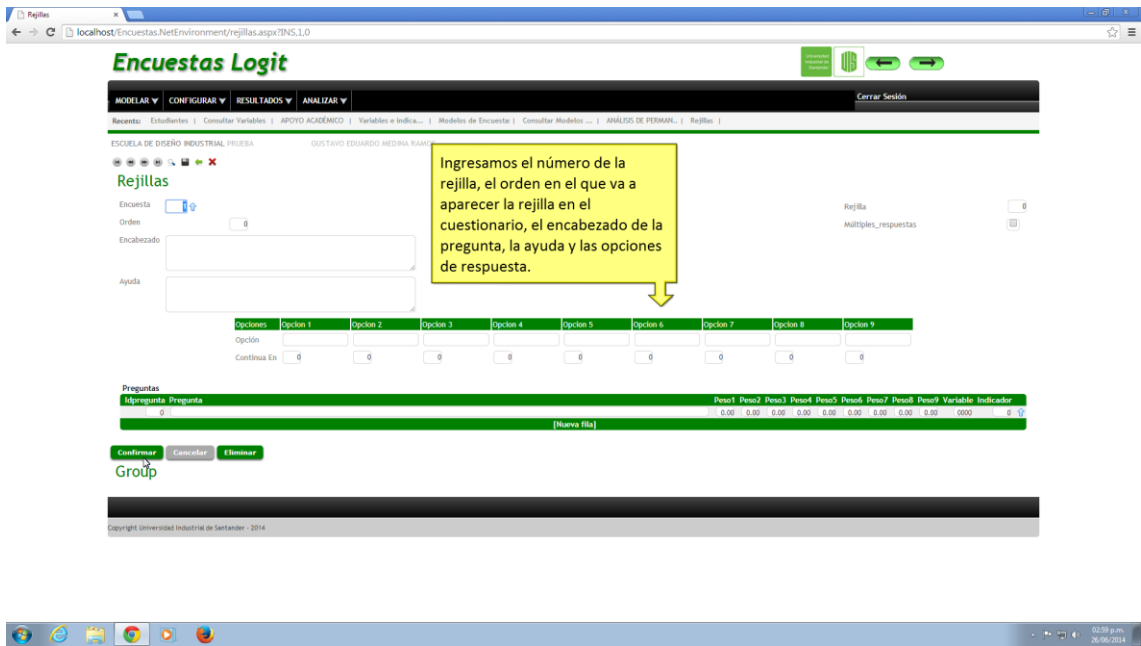 Rejillas
localhost/Encuestas.NetEnvironment/rejillas.aspx?INS,1,0
Encuestas Logit
Cerrar Sesión
MODELAR CONFIGURAR RESULTADOS ANALIZAR
Recents: Estudiantes | Consultar Variables | APOYO ACADÉMICO | Variables e Indica... | Modelos de Encuesta | Consultar Modelos ... | ANÁLISIS DE PERMAN.. | Rejillas |
ESCUELA DE DISEÑO INDUSTRIAL PRUEBA GUSTAVO EDUARDO MEDINA RAMOS
Rejillas
Encuesta 1
Rejilla 0
Orden 0
Múltiples_respuestas
Encabezado
Ayuda
Ingresamos el número de la
rejilla, el orden en el que va a
aparecer la rejilla en el
cuestionario, el encabezado de la
pregunta, la ayuda y las opciones
de respuesta.
Opciones Opcion 1 Opcion 2 Opcion 3 Opcion 4 Opcion 5 Opcion 6 Opcion 7 Opcion 8 Opcion 9
Opción
Continua En 0 0 0 0 0 0 0 0 0
Preguntas
Idpregunta Pregunta Peso1 Peso2 Peso3 Peso4 Peso5 Peso6 Peso7 Peso8 Peso9 Variable Indicador
0 0.00 0.00 0.00 0.00 0.00 0.00 0.00 0.00 0.00 0000 0
[Nueva fila]
Confirmar Cancelar Eliminar
Group
Copyright Universidad Industrial de Santander - 2014
02:59 p.m.
26/06/2014